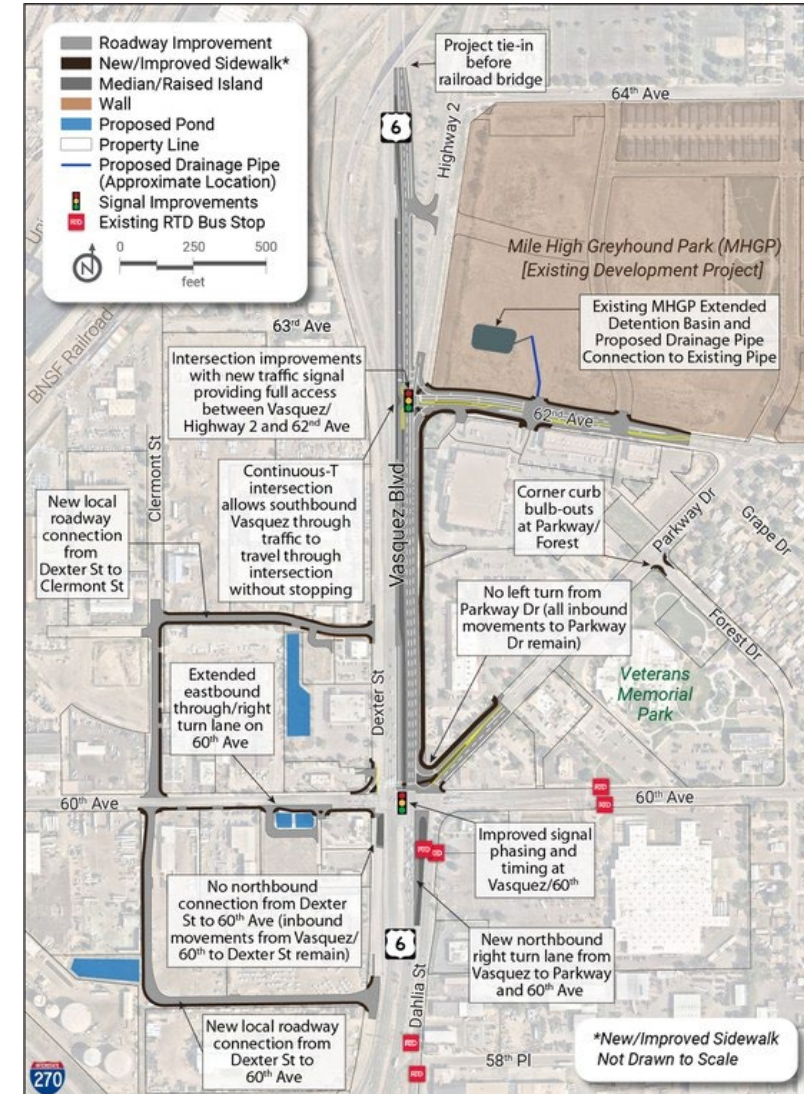 Roadway Improvement
New/Improved Sidewalk*
Median/Raised Island
Wall
Proposed Pond
Property Line
Proposed Drainage Pipe
(Approximate Location)
Signal Improvements
RTD
Existing RTD Bus Stop
N
0 250 500
feet
Project tie-in
before
railroad bridge
64th Ave
6
Highway 2
Mile High Greyhound Park (MHGP)
[Existing Development Project]
Existing MHGP Extended
Detention Basin and
Proposed Drainage Pipe
Connection to Existing Pipe
BNSF Railroad
63rd Ave
Intersection improvements
with new traffic signal
providing full access
between Vasquez/
Highway 2 and 62nd Ave
62nd Ave
Clermont St
Vasquez Blvd
Continuous-T
intersection
allows southbound
Vasquez through
traffic to
travel through
intersection
without stopping
New local
roadway
connection
from
Dexter St to
Clermont St
Corner curb
bulb-outs
at Parkway/
Forest
Parkway Dr
Grape Dr
Forest Dr
No left turn from
Parkway Dr (all inbound
movements to Parkway
Dr remain)
Veterans
Memorial
Park
Extended
eastbound
through/right
turn lane on
60th Ave
Dexter St
60th Ave
60th Ave
RTD
RTD
RTD
Improved signal
phasing and
timing at
Vasquez/60th
No northbound
connection from Dexter
St to 60th Ave (inbound
movements from Vasquez/
60th to Dexter St remain)
6
New northbound
right turn lane from
Vasquez to Parkway
and 60th Ave
Dahlia St
New local roadway
connection from
Dexter St to
60th Ave
RTD
RTD
58th Pl
*New/Improved Sidewalk
Not Drawn to Scale
INTERSTATE
270